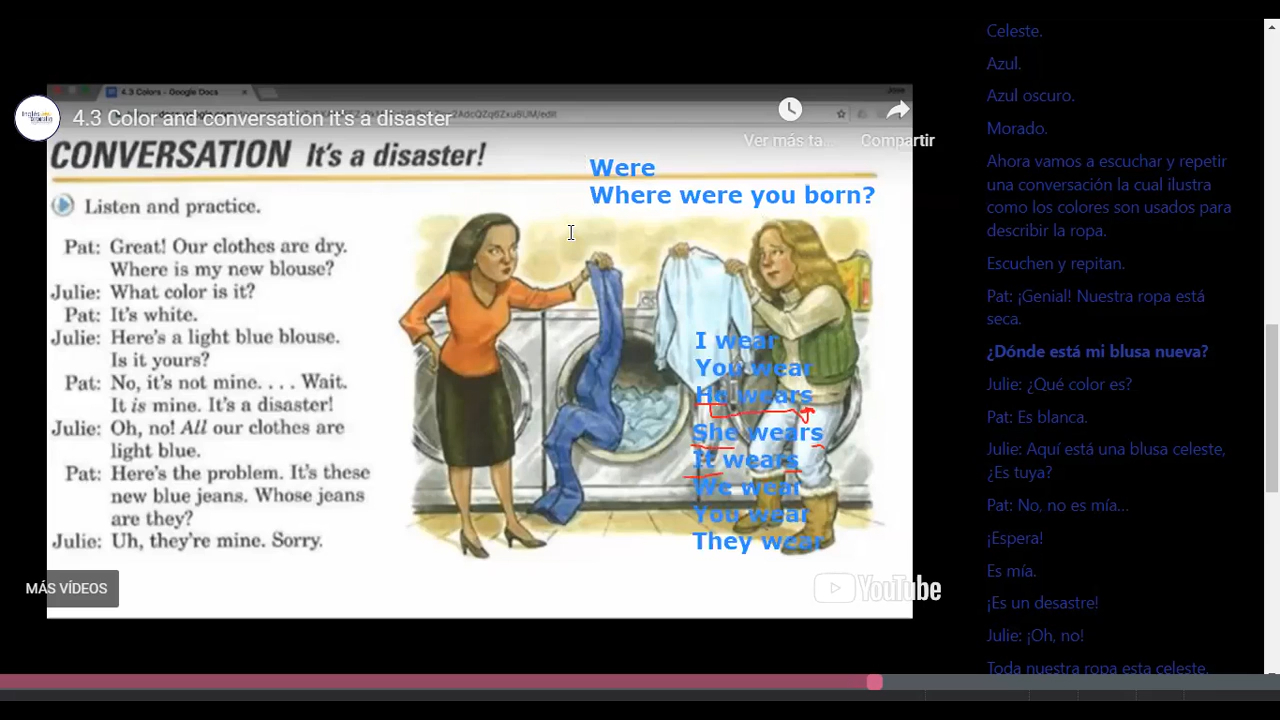 4.3 Colors - Google Docs
4.3 Color and conversation it's a disaster
Ver más ta...
Compartir
CONVERSATION It's a disaster!
Listen and practice.
Pat: Great! Our clothes are dry.
Where is my new blouse?
Julie: What color is it?
Pat: It's white.
Julie: Here's a light blue blouse.
Is it yours?
Pat: No, it's not mine. . . . Wait.
It is mine. It's a disaster!
Julie: Oh, no! All our clothes are
light blue.
Pat: Here's the problem. It's these
new blue jeans. Whose jeans
are they?
Julie: Uh, they're mine. Sorry.
Were
Where were you born?
I wear
You wear
He wears
She wears
It wears
We wear
You wear
They wear
MÁS VÍDEOS
YouTube
Celeste.
Azul.
Azul oscuro.
Morado.
Ahora vamos a escuchar y repetir
una conversación la cual ilustra
como los colores son usados para
describir la ropa.
Escuchen y repitan.
Pat: ¡Genial! Nuestra ropa está
seca.
¿Dónde está mi blusa nueva?
Julie: ¿Qué color es?
Pat: Es blanca.
Julie: Aquí está una blusa celeste,
¿Es tuya?
Pat: No, no es mía...
¡Espera!
Es mía.
¡Es un desastre!
Julie: ¡Oh, no!
Toda nuestra ropa esta celeste.